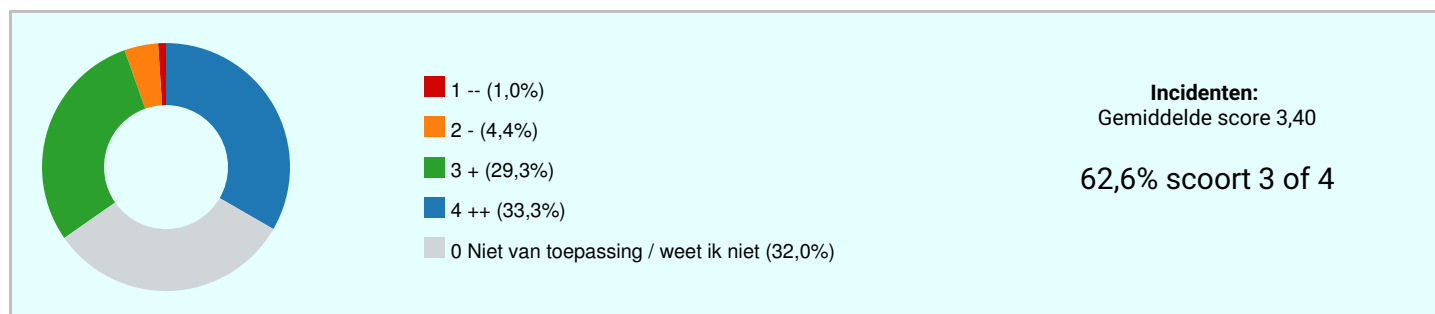 1 -- (1,0%)
2 - (4,4%)
3 + (29,3%)
4 ++ (33,3%)
0 Niet van toepassing / weet ik niet (32,0%)
Incidenten:
Gemiddelde score 3,40
62,6% scoort 3 of 4